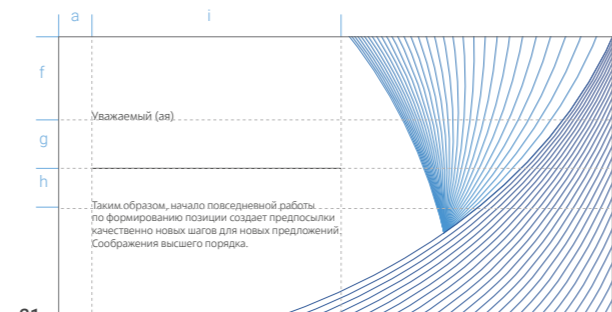 a
i
f
Уважаемый (ая)
g
h
Таким образом, начало повседневной работы
по формированию позиции создает предпосылки
качественно новых шагов для новых предложений.
Соображения высшего порядка.